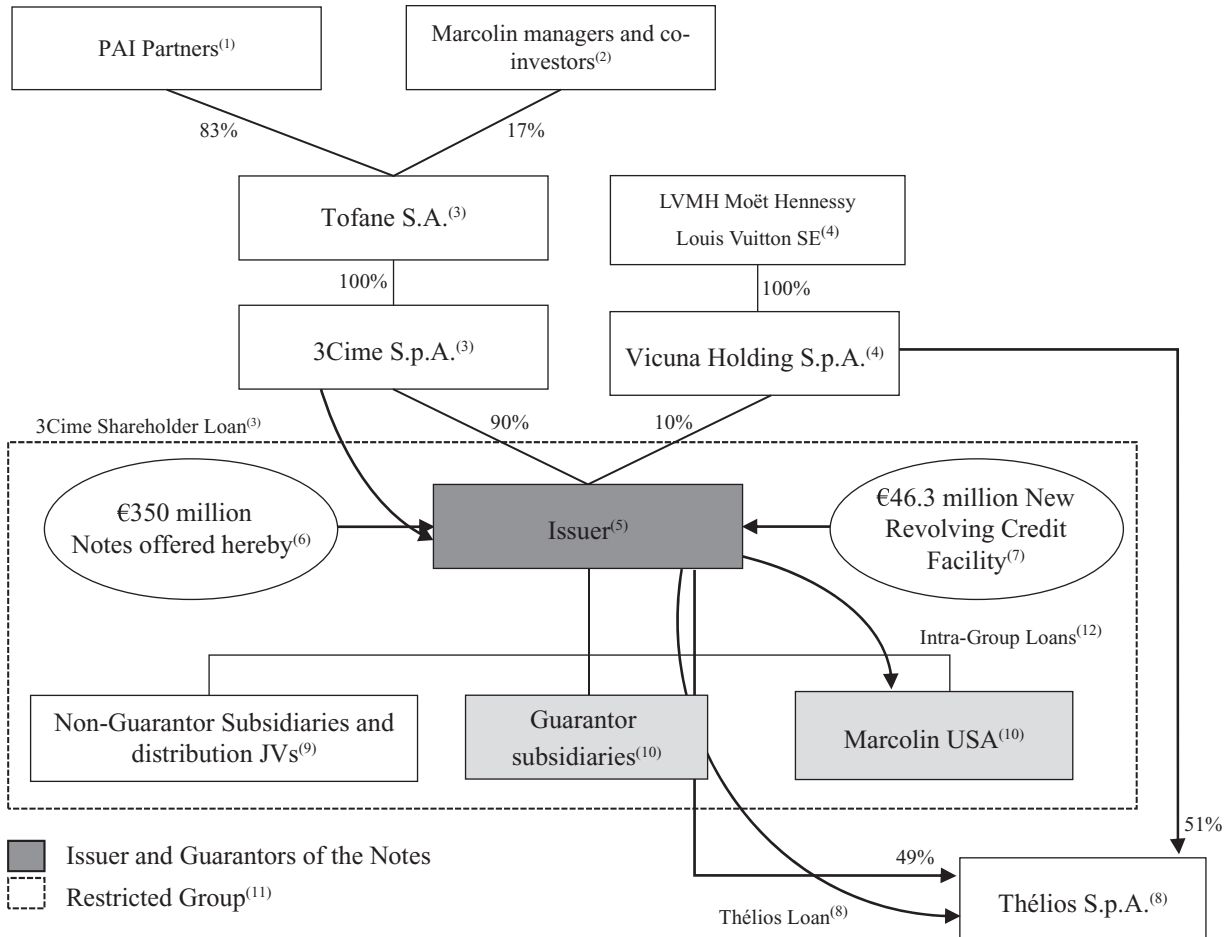 PAI Partners(1)
Marcolin managers and co-
investors(2)
83%
17%
Tofane S.A.(3)
LVMH Moët Hennessy
Louis Vuitton SE(4)
100%
100%
3Cime S.p.A.(3)
Vicuna Holding S.p.A.(4)
3Cime Shareholder Loan(3)
90%
10%
€350 million
Notes offered hereby(6)
Issuer(5)
€46.3 million New
Revolving Credit
Facility(7)
Intra-Group Loans(12)
Non-Guarantor Subsidiaries and
distribution JVs(9)
Guarantor
subsidiaries(10)
Marcolin USA(10)
51%
Issuer and Guarantors of the Notes
49%
Restricted Group(11)
Thélios Loan(8)
Thélios S.p.A.(8)